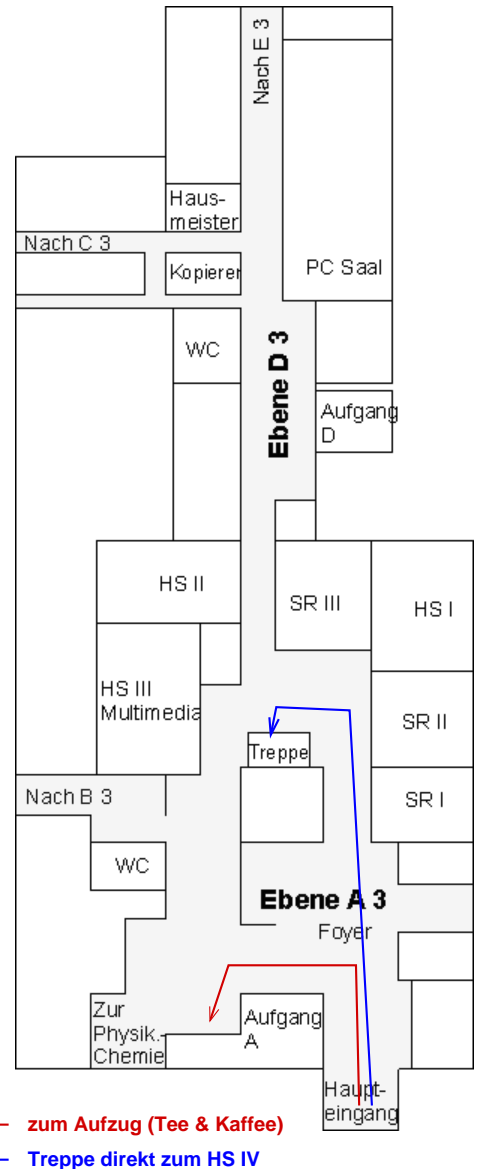 Nach E 3
Haus-
meister
Nach C 3
Kopierer
PC Saal
WC
Ebene D 3
Aufgang
D
HS II
SR III
HS I
HS III
Multimedia
SR II
Treppe
Nach B 3
SR I
WC
Ebene A 3
Foyer
Zur
Physik.-
Chemie
Aufgang
A
Haupt-
eingang
– zum Aufzug (Tee & Kaffee)
– Treppe direkt zum HS IV